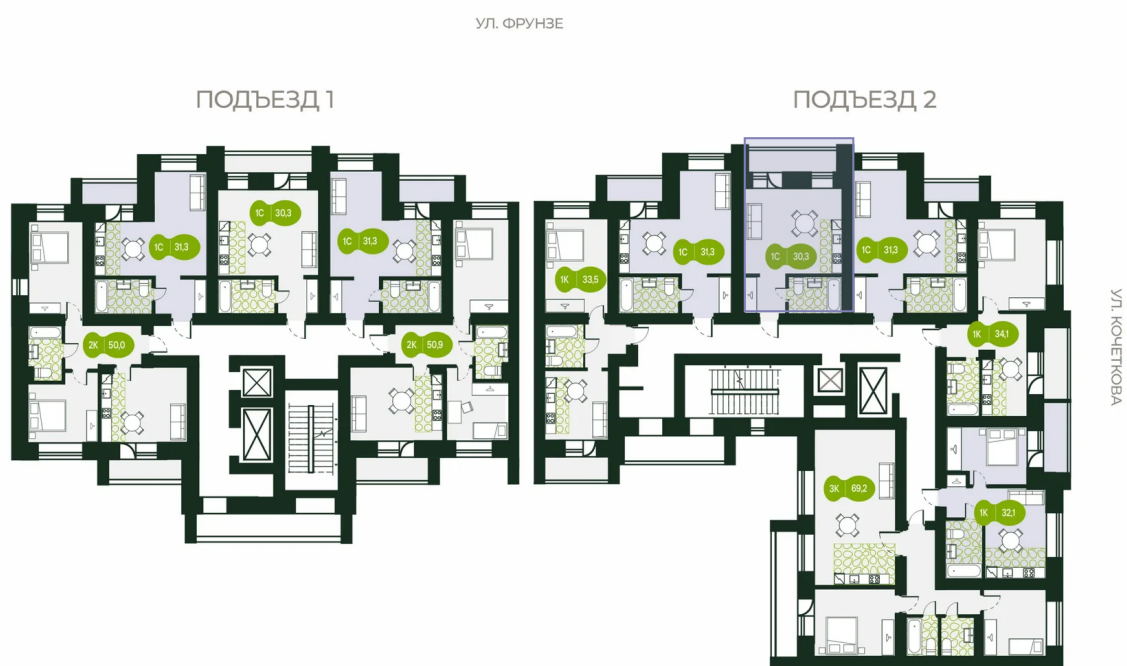 УЛ. ФРУНЗЕ
ПОДЪЕЗД 1
ПОДЪЕЗД 2
1С 31,3
1С 30,3
1С 31,3
2К 50,0
2К 50,9
1К 33,5
1С 31,3
1С 30,3
1С 31,3
1К 34,1
3К 69,2
1К 32,1
УЛ. КОЧЕТКОВА